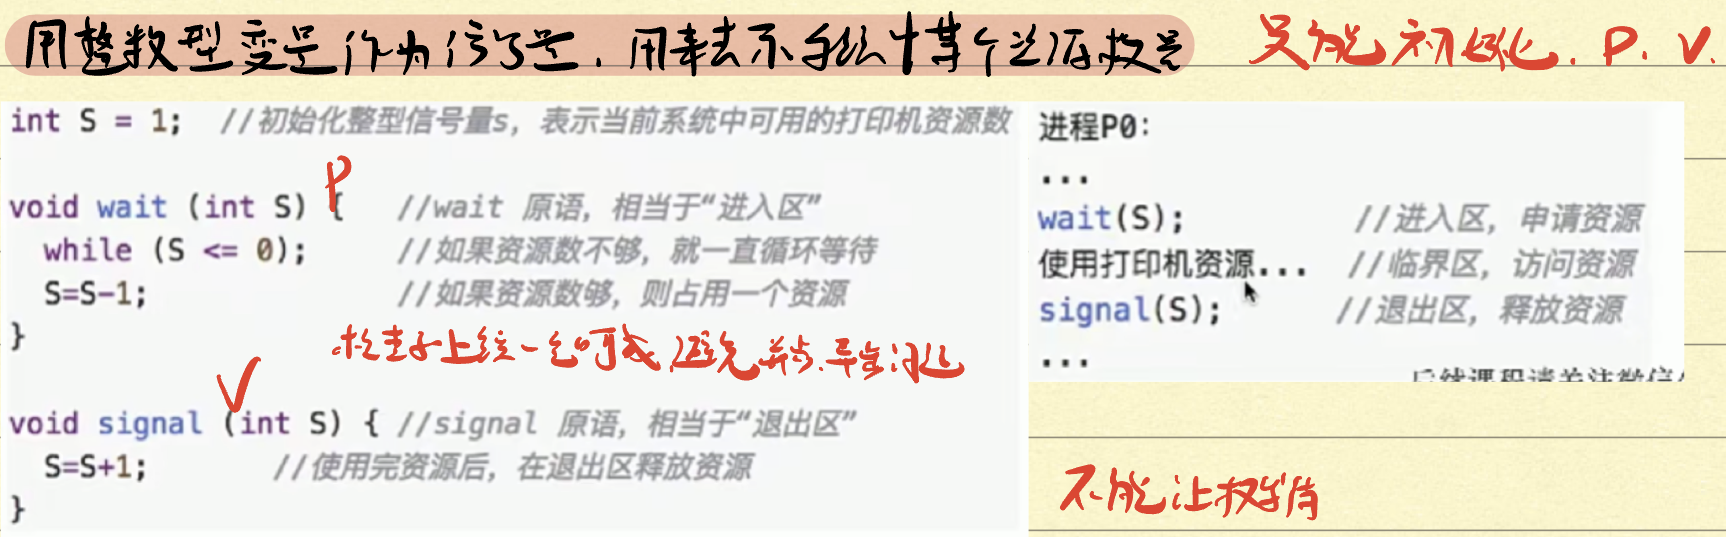 用整数型变量作为信号量，用来表示系统中某个资源数量 只能初始化、P、V.
int S = 1; //初始化整型信号量s，表示当前系统中可用的打印机资源数
P
void wait (int S) { //wait 原语，相当于“进入区”
while (S <= 0); //如果资源数不够，就一直循环等待
S=S-1; //如果资源数够，则占用一个资源
}
检查和上锁一气呵成，避免并发、异步问题
V
void signal (int S) { //signal 原语，相当于“退出区”
S=S+1; //使用完资源后，在退出区释放资源
}
进程P0:
...
wait(S); //进入区，申请资源
使用打印机资源... //临界区，访问资源
signal(S); //退出区，释放资源
...
不能让权等待